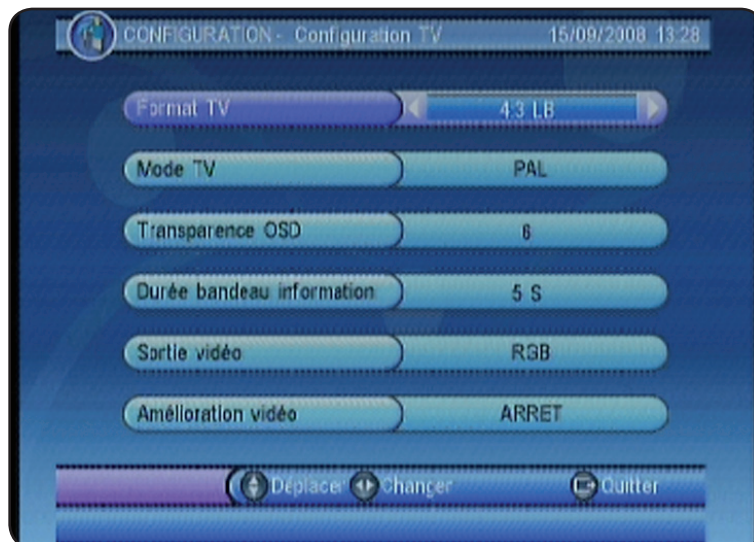 CONFIGURATION - Configuration TV 15/09/2008 13:28
Format TV 4:3 LB
Mode TV PAL
Transparence OSD 6
Durée bandeau information 5 S
Sortie vidéo RGB
Amélioration vidéo ARRET
Déplacer Changer Quitter